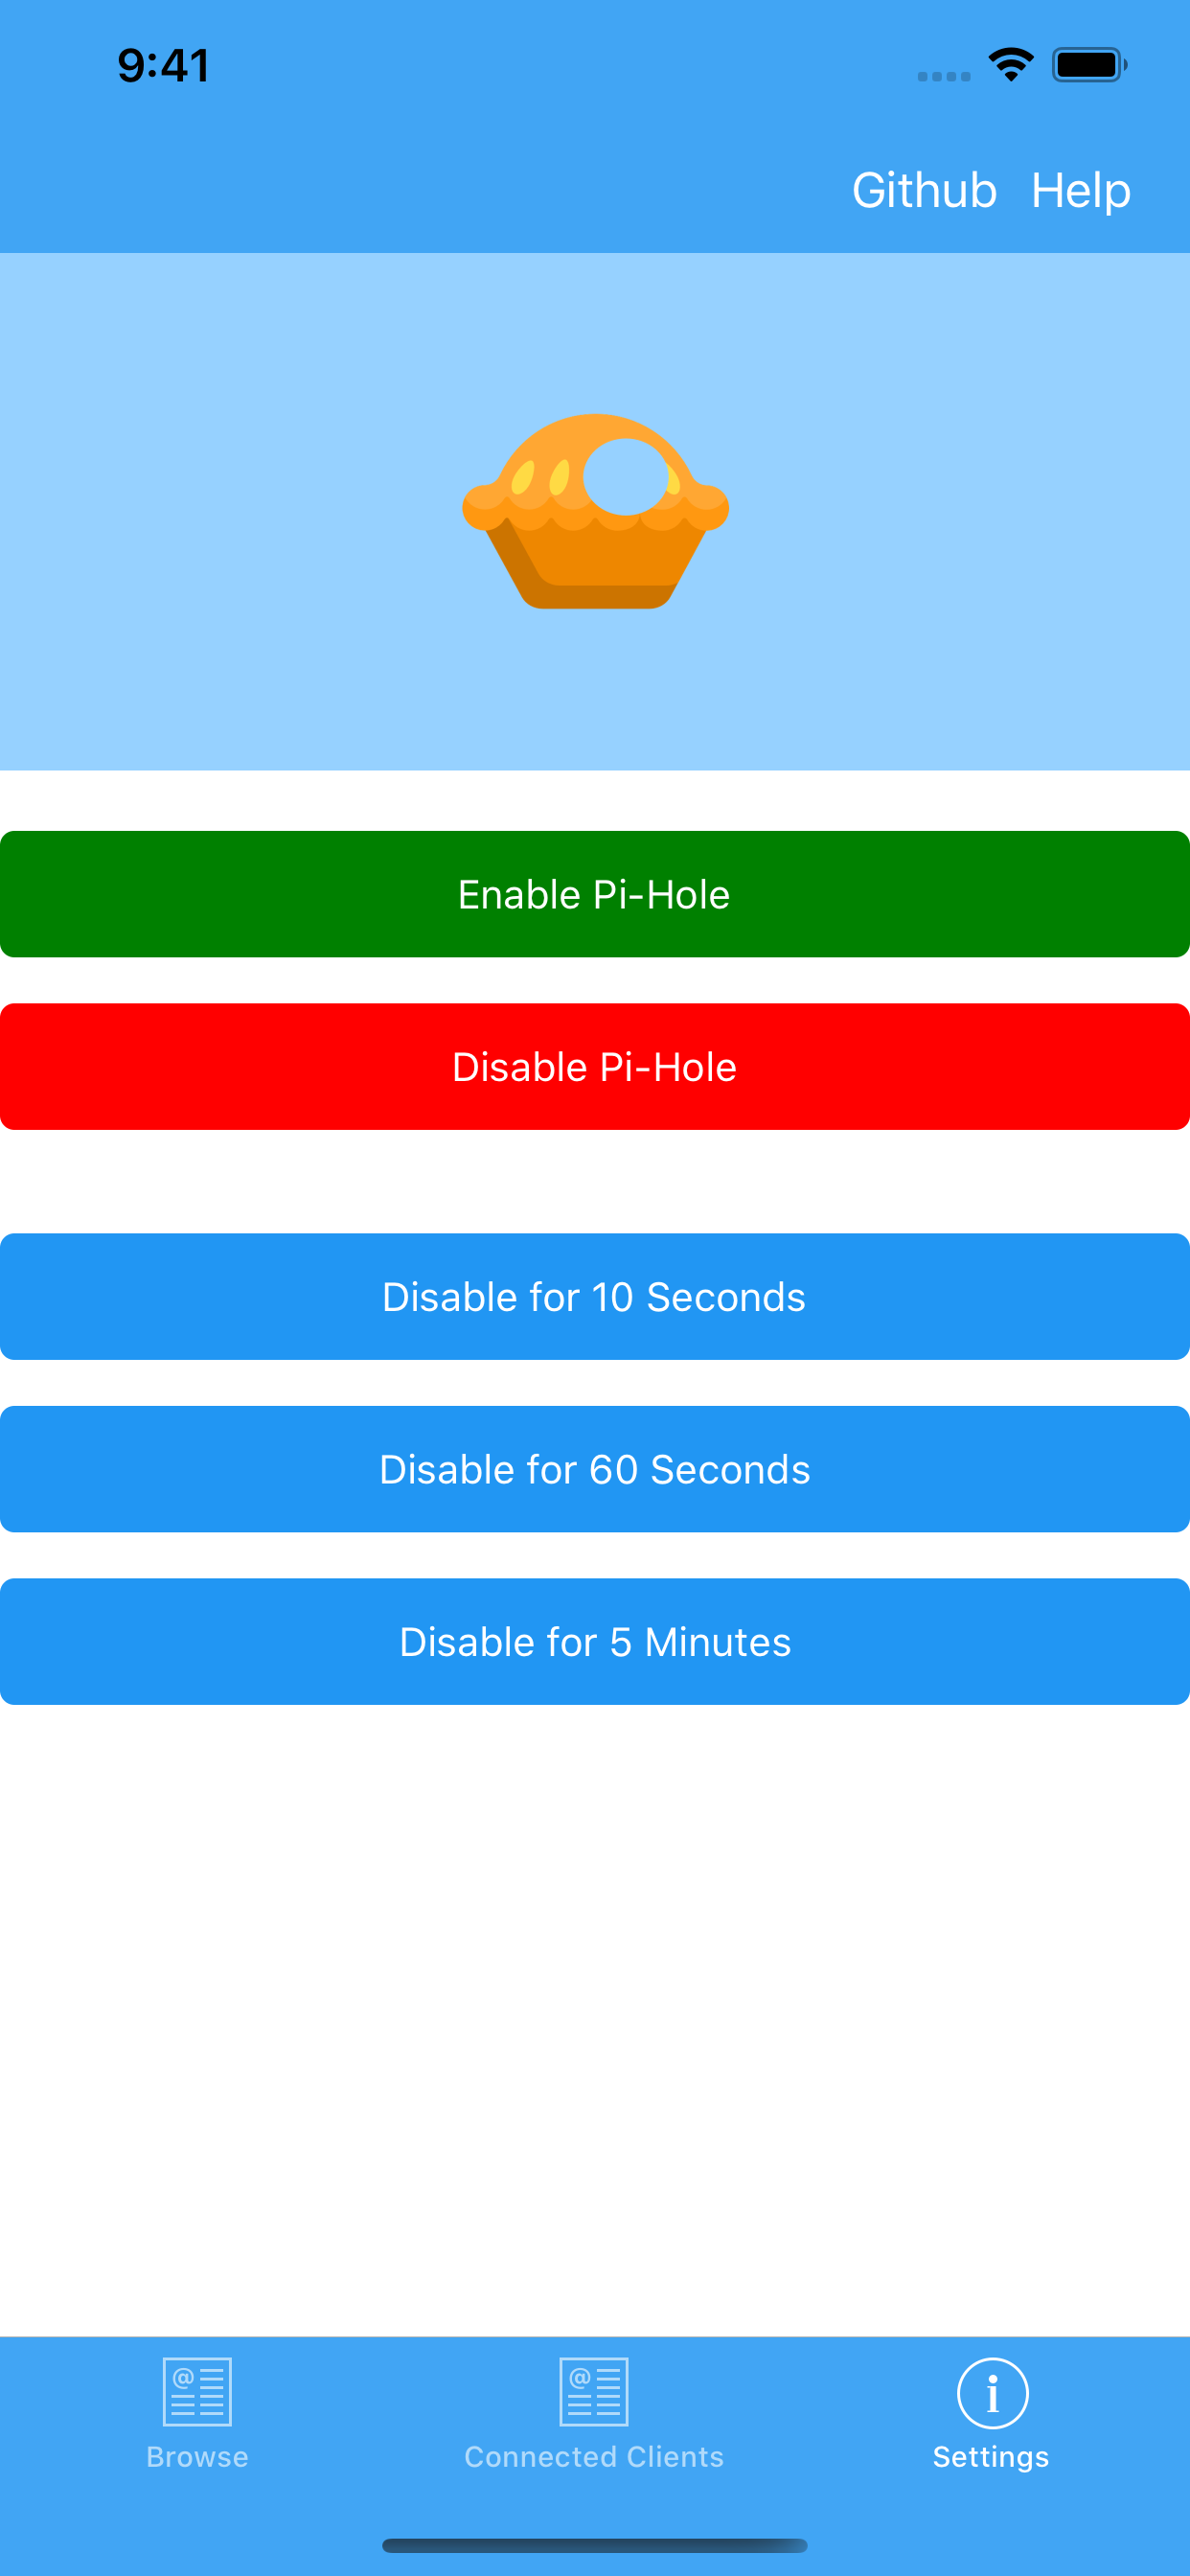 9:41
Github Help
Enable Pi-Hole
Disable Pi-Hole
Disable for 10 Seconds
Disable for 60 Seconds
Disable for 5 Minutes
@ @ i
Browse Connected Clients Settings